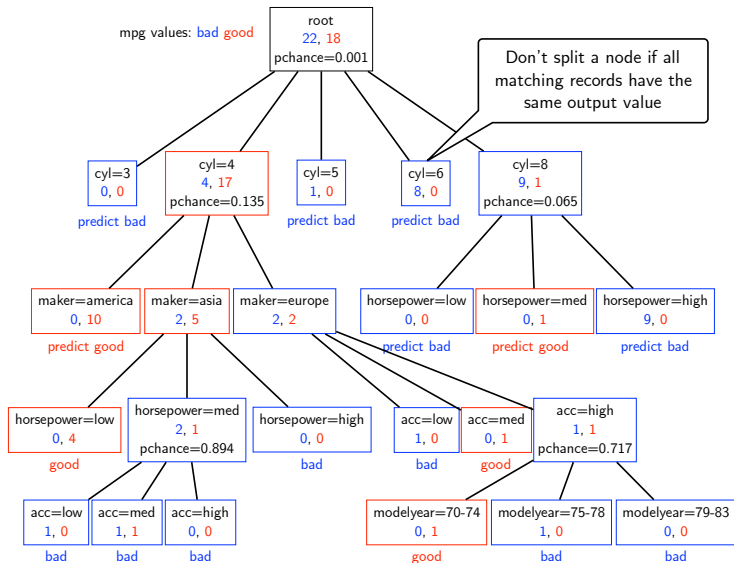 mpg values: bad good
root
22, 18
pchance=0.001
Don't split a node if all
matching records have the
same output value
cyl=3
0, 0
predict bad
cyl=4
4, 17
pchance=0.135
cyl=5
1, 0
predict bad
cyl=6
8, 0
predict bad
cyl=8
9, 1
pchance=0.065
maker=america
0, 10
predict good
maker=asia
2, 5
maker=europe
2, 2
horsepower=low
0, 0
predict bad
horsepower=med
0, 1
predict good
horsepower=high
9, 0
predict bad
horsepower=low
0, 4
good
horsepower=med
2, 1
pchance=0.894
horsepower=high
0, 0
bad
acc=low
1, 0
bad
acc=med
0, 1
good
acc=high
1, 1
pchance=0.717
acc=low
1, 0
bad
acc=med
1, 1
bad
acc=high
0, 0
bad
modelyear=70-74
0, 1
good
modelyear=75-78
1, 0
bad
modelyear=79-83
0, 0
bad